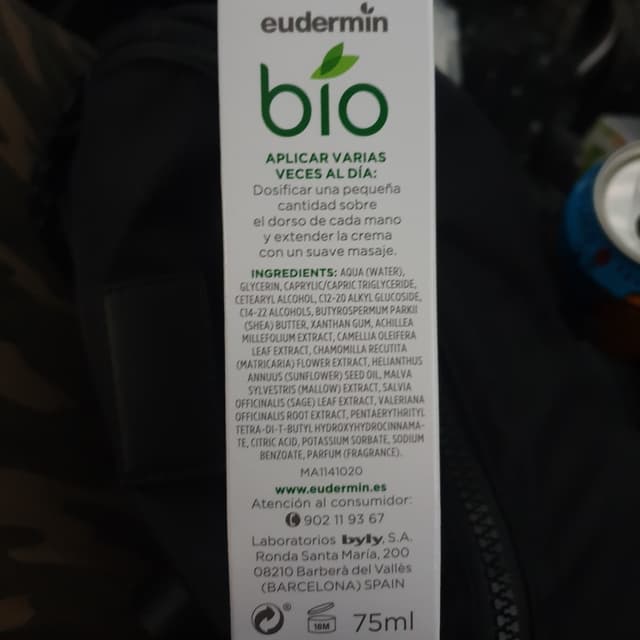 eudermin
bio
APLICAR VARIAS
VECES AL DÍA:
Dosificar una pequeña
cantidad sobre
el dorso de cada mano
y extender la crema
con un suave masaje.
INGREDIENTS: AQUA (WATER),
GLYCERIN, CAPRYLIC/CAPRIC TRIGLYCERIDE,
CETEARYL ALCOHOL, C12-20 ALKYL GLUCOSIDE,
C14-22 ALCOHOLS, BUTYROSPERMUM PARKII
(SHEA) BUTTER, XANTHAN GUM, ACHILLEA
MILLEFOLIUM EXTRACT, CAMELLIA OLEIFERA
LEAF EXTRACT, CHAMOMILLA RECUTITA
(MATRICARIA) FLOWER EXTRACT, HELIANTHUS
ANNUUS (SUNFLOWER) SEED OIL, MALVA
SYLVESTRIS (MALLOW) EXTRACT, SALVIA
OFFICINALIS (SAGE) LEAF EXTRACT, VALERIANA
OFFICINALIS ROOT EXTRACT, PENTAERYTHRITYL
TETRA-DI-T-BUTYL HYDROXYHYDROCINNAMA-
TE, CITRIC ACID, POTASSIUM SORBATE, SODIUM
BENZOATE, PARFUM (FRAGRANCE).
MA1141020
www.eudermin.es
Atención al consumidor:
902 11 93 67
Laboratorios byly, S.A.
Ronda Santa María, 200
08210 Barberà del Vallès
(BARCELONA) SPAIN
® 18M 75ml